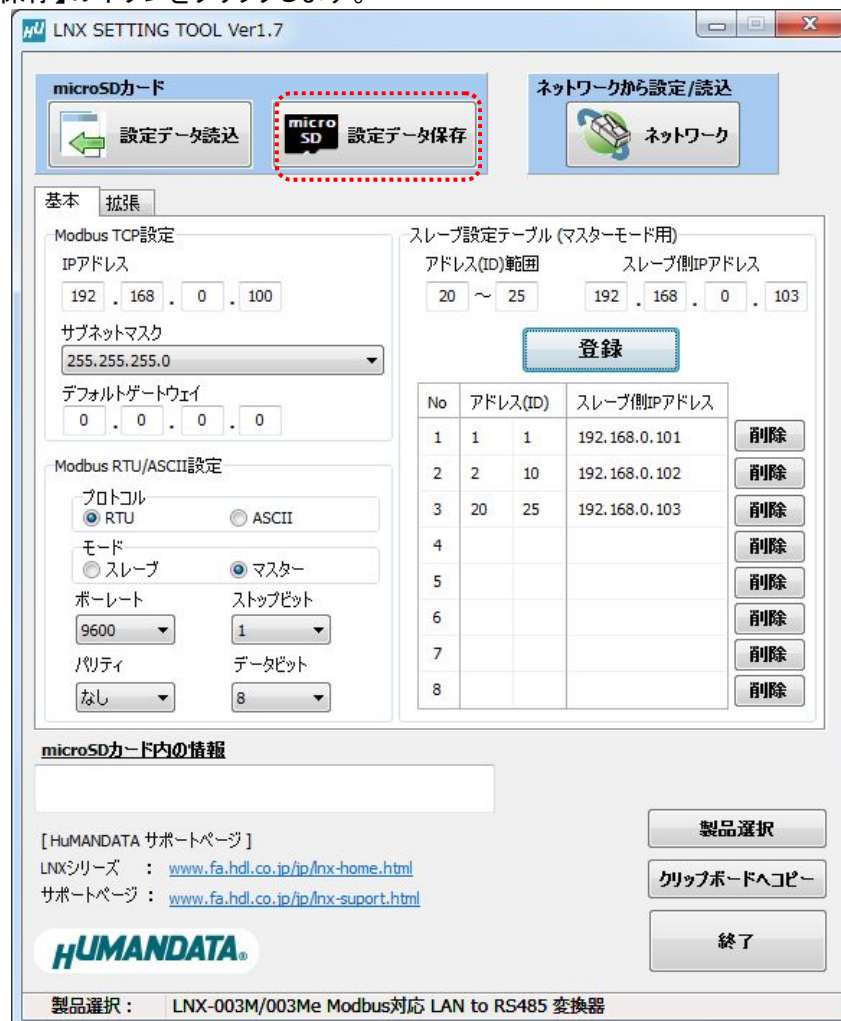 保存】のボタンをクリックします。
LNX SETTING TOOL Ver1.7
microSDカード
設定データ読込
micro SD 設定データ保存
ネットワークから設定/読込
ネットワーク
基本 拡張
Modbus TCP設定
IPアドレス
192 . 168 . 0 . 100
サブネットマスク
255.255.255.0
デフォルトゲートウェイ
0 . 0 . 0 . 0
Modbus RTU/ASCII設定
プロトコル
RTU ASCII
モード
スレーブ マスター
ボーレート ストップビット
9600 1
パリティ データビット
なし 8
スレーブ設定テーブル (マスターモード用)
アドレス(ID)範囲 スレーブ側IPアドレス
20 ～ 25 192 . 168 . 0 . 103
登録
No アドレス(ID) スレーブ側IPアドレス
1 1 1 192.168.0.101 削除
2 2 10 192.168.0.102 削除
3 20 25 192.168.0.103 削除
4 削除
5 削除
6 削除
7 削除
8 削除
microSDカード内の情報
[ HuMANDATA サポートページ ]
LNXシリーズ : www.fa.hdl.co.jp/jp/lnx-home.html
サポートページ : www.fa.hdl.co.jp/jp/lnx-suport.html
HUMANDATA®
製品選択
クリップボードへコピー
終了
製品選択： LNX-003M/003Me Modbus対応 LAN to RS485 変換器